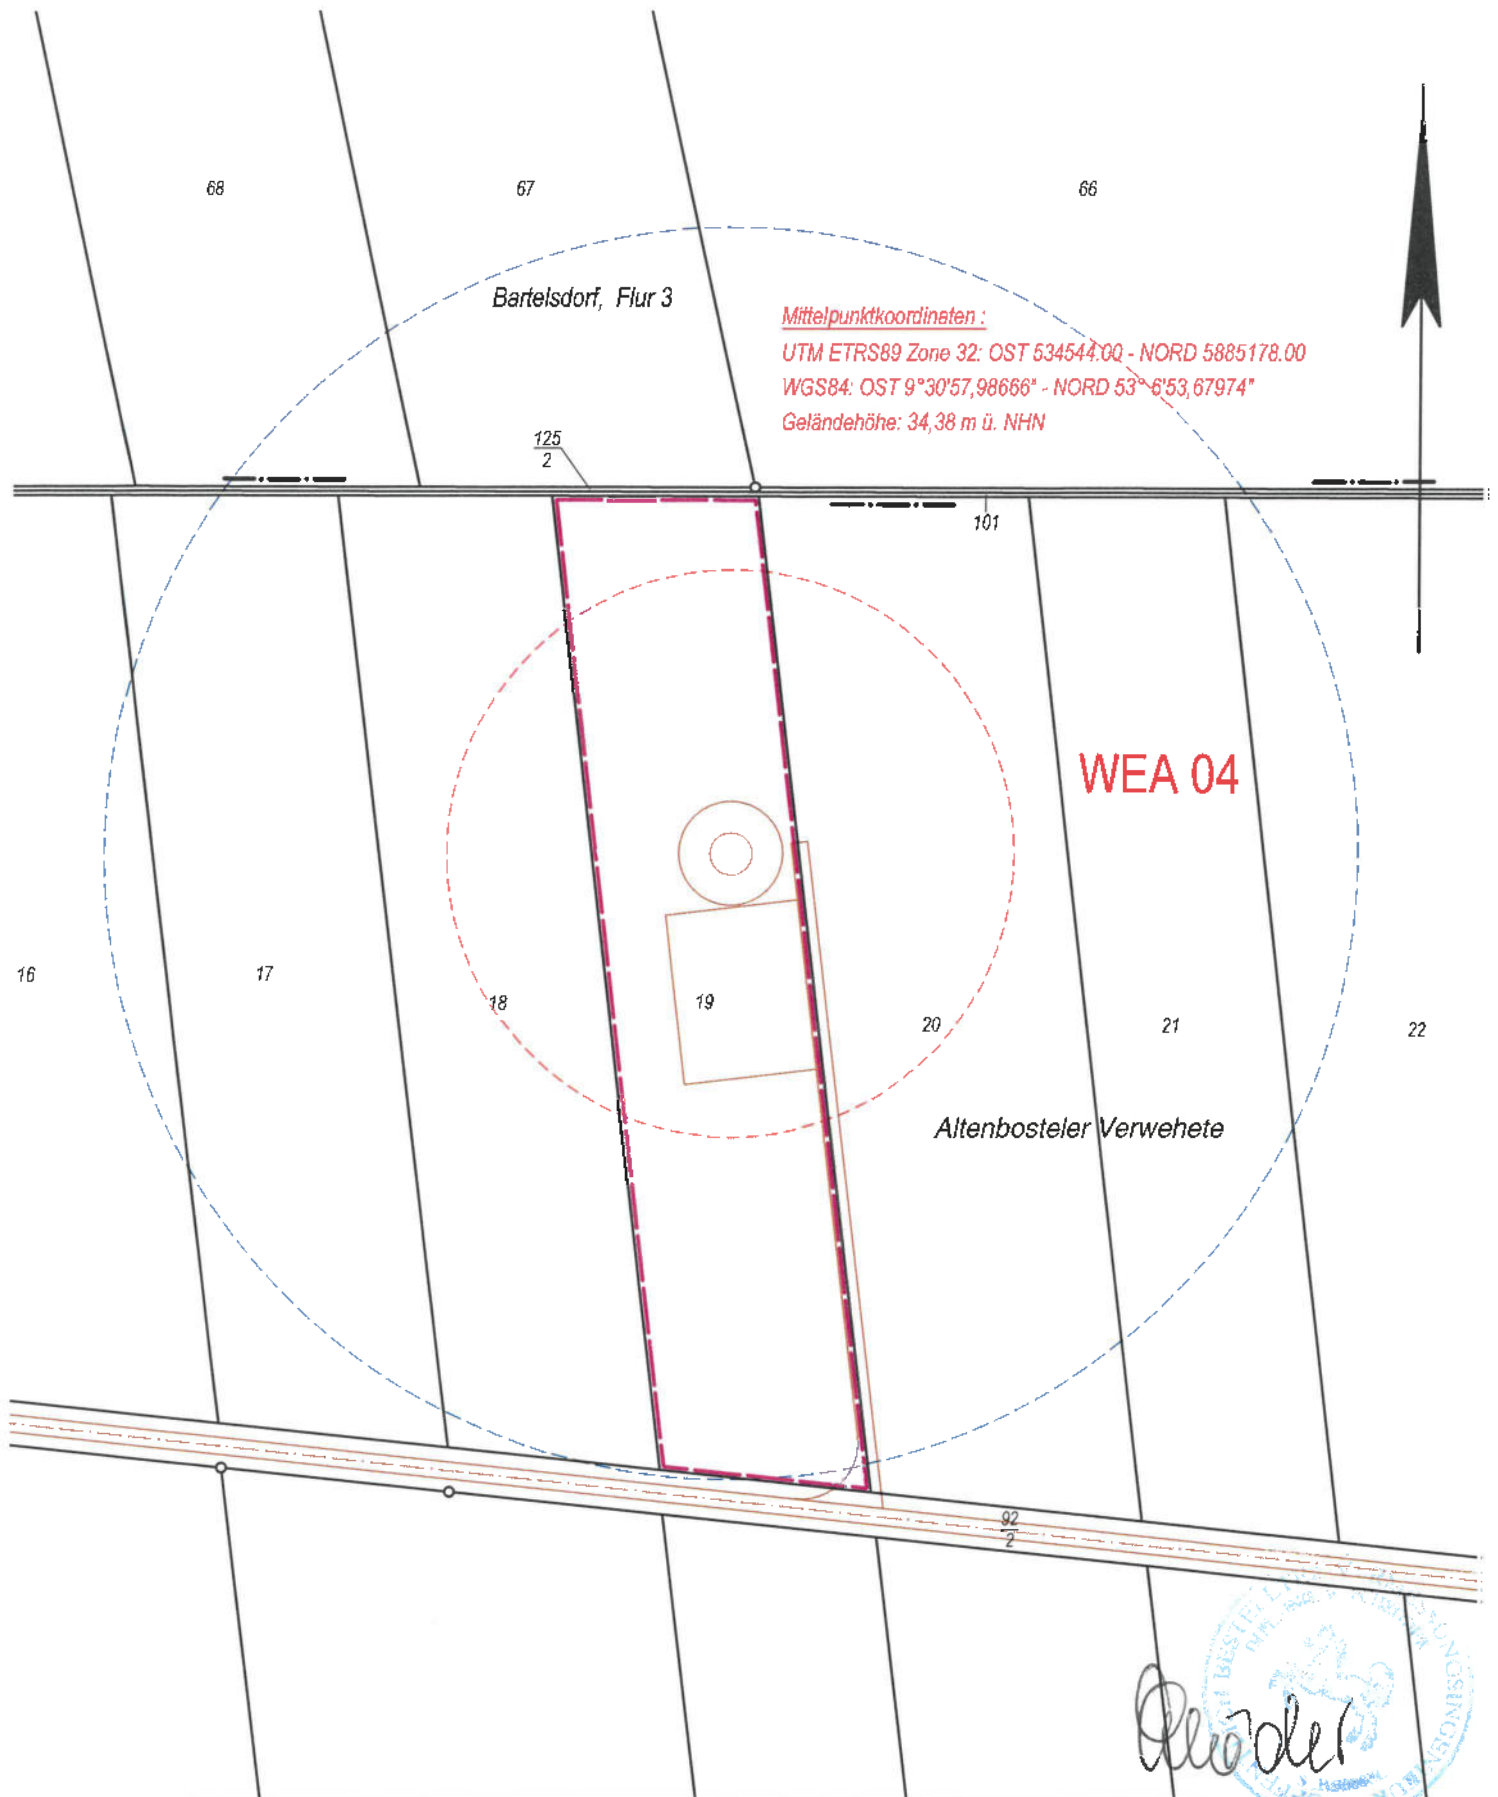 68
67
66
Bartelsdorf, Flur 3
Mittelpunktkoordinaten :
UTM ETRS89 Zone 32: OST 534544.00 - NORD 5885178.00
WGS84: OST 9°30'57,98666" - NORD 53° 6'53,67974"
Geländehöhe: 34,38 m ü. NHN
125
2
101
WEA 04
16
17
18
19
20
21
22
Altenbosteler Verwehete
92
2